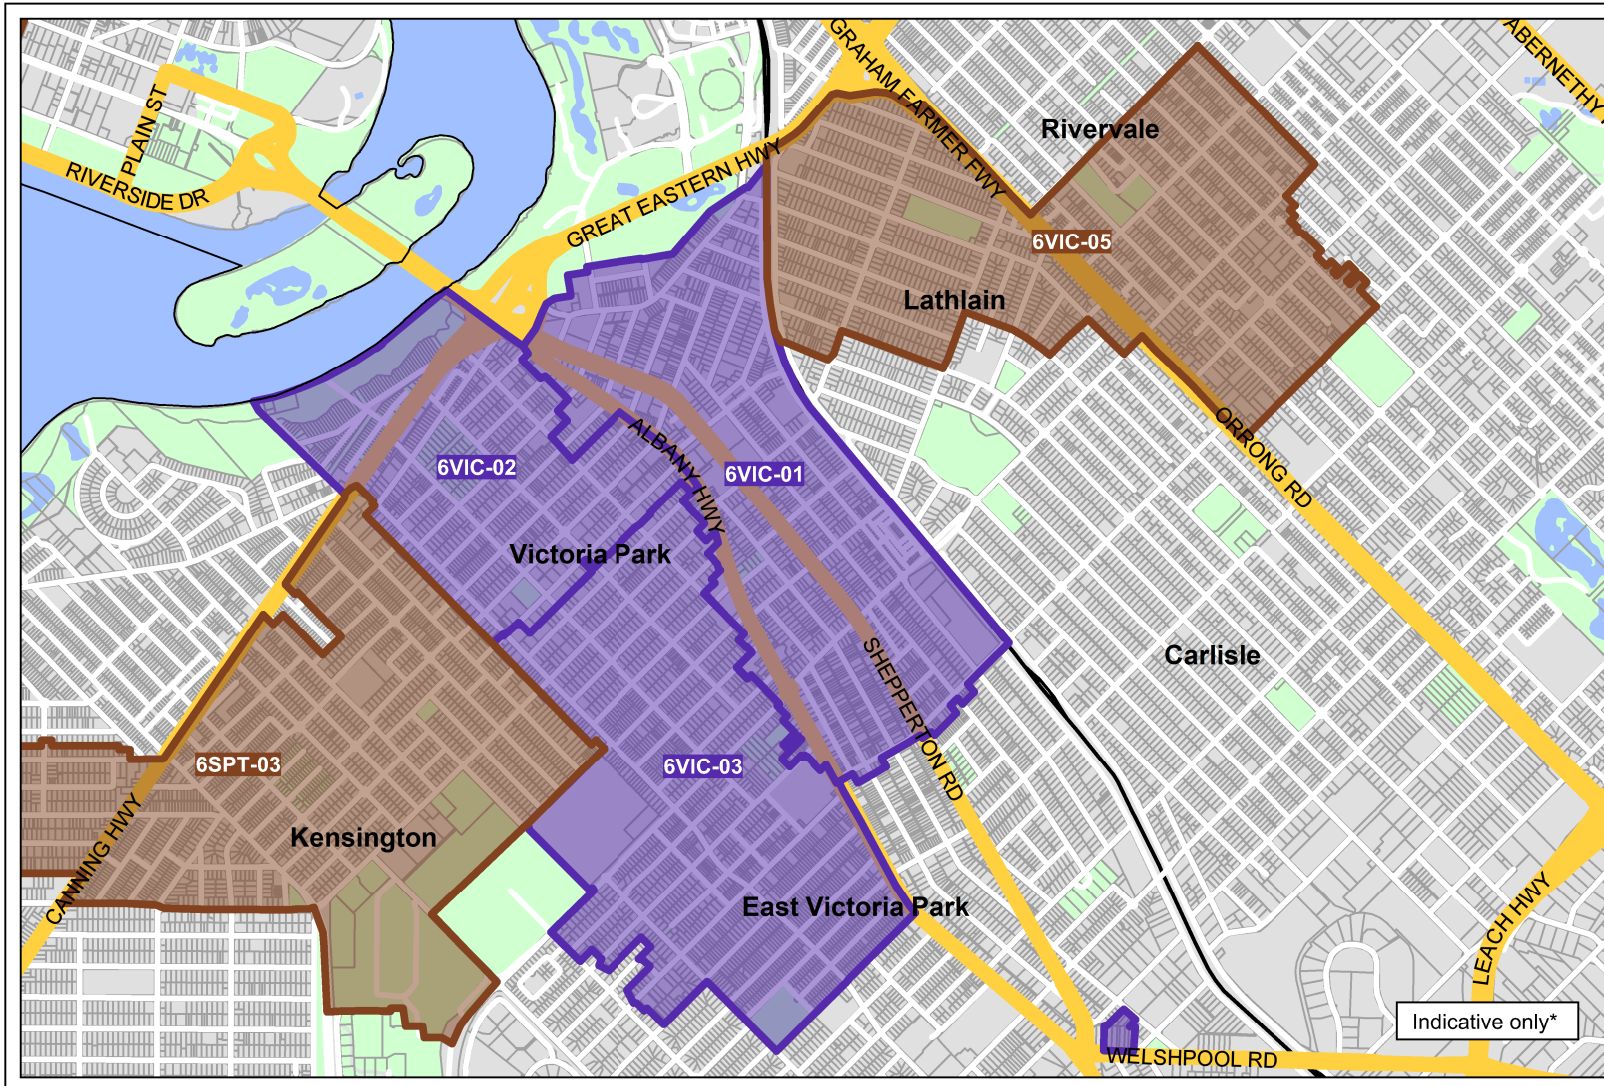 GRAHAM FARMER FWY
ABERNETHY
PLAIN ST
RIVERSIDE DR
GREAT EASTERN HWY
Rivervale
6VIC-05
Lathlain
ALBANY HWY
6VIC-02
6VIC-01
ORRONG RD
Victoria Park
SHEPPERTON RD
Carlisle
6SPT-03
6VIC-03
CANNING HWY
Kensington
East Victoria Park
LEACH HWY
Indicative only*
WELSHPOOL RD